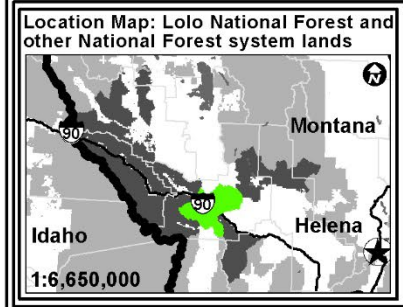 Location Map: Lolo National Forest and
other National Forest system lands
N
90
Montana
90
Idaho
Helena
1:6,650,000